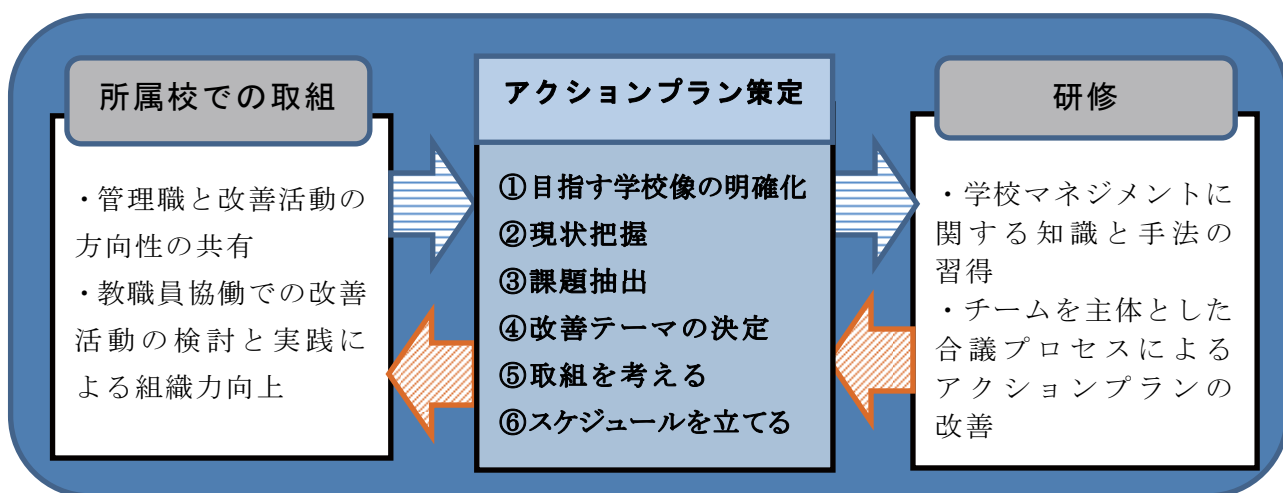 所属校での取組
・管理職と改善活動の
方向性の共有
・教職員協働での改善
活動の検討と実践に
よる組織力向上
アクションプラン策定
①目指す学校像の明確化
②現状把握
③課題抽出
④改善テーマの決定
⑤取組を考える
⑥スケジュールを立てる
研修
・学校マネジメントに
関する知識と手法の
習得
・チームを主体とした
合議プロセスによる
アクションプランの
改善